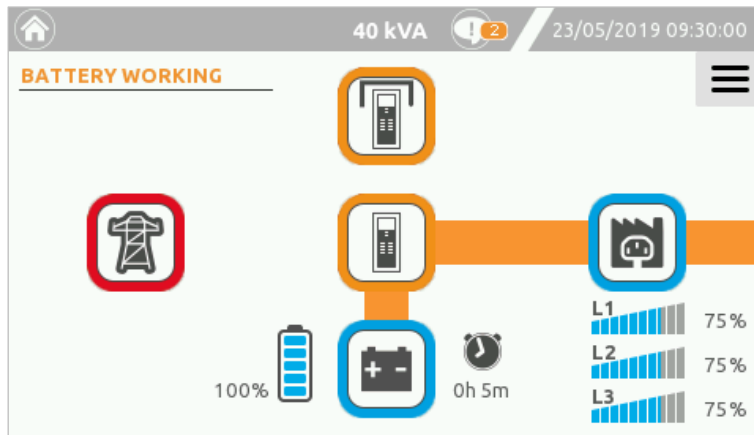 40 kVA
! 2
23/05/2019 09:30:00
BATTERY WORKING
L1 75%
L2 75%
100% + - 0h 5m
L3 75%